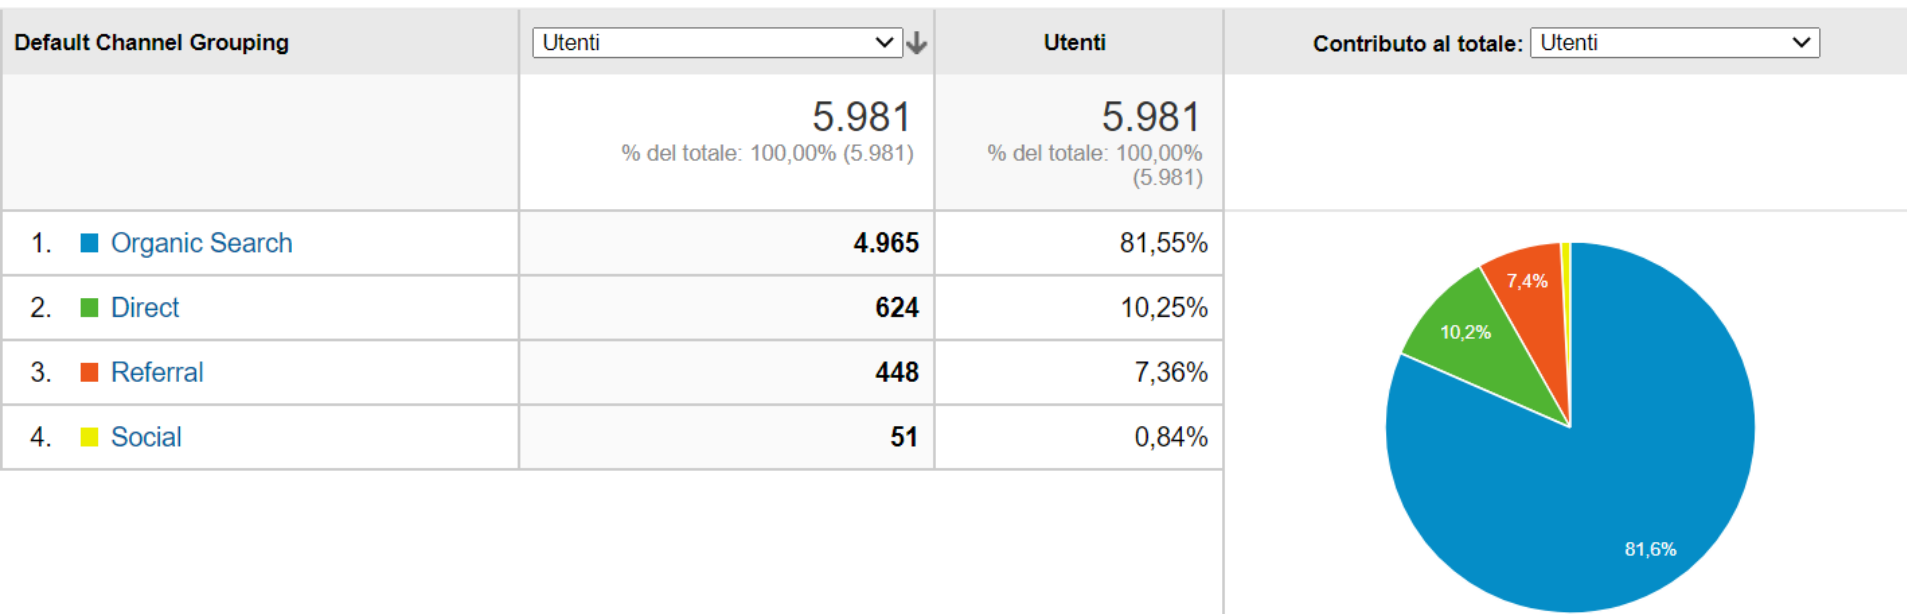 Default Channel Grouping
Utenti
Utenti
Contributo al totale: Utenti
5.981
% del totale: 100,00% (5.981)
5.981
% del totale: 100,00%
(5.981)
1. Organic Search 4.965 81,55%
2. Direct 624 10,25%
3. Referral 448 7,36%
4. Social 51 0,84%
7,4%
10,2%
81,6%